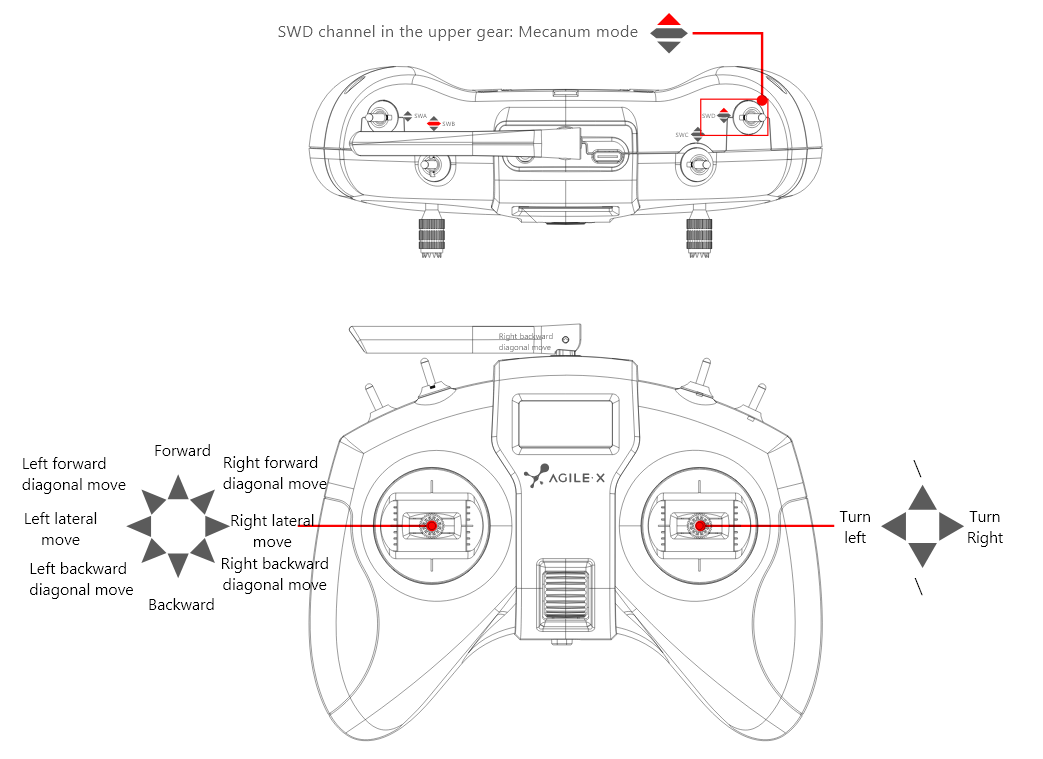 SWD channel in the upper gear: Mecanum mode
SWA
SWB
SWD
SWC
Right backward
diagonal move
AGILE·X
Forward
Left forward
diagonal move
Right forward
diagonal move
Left lateral
move
Right lateral
move
Left backward
diagonal move
Right backward
diagonal move
Backward
\
Turn
left
Turn
Right
\